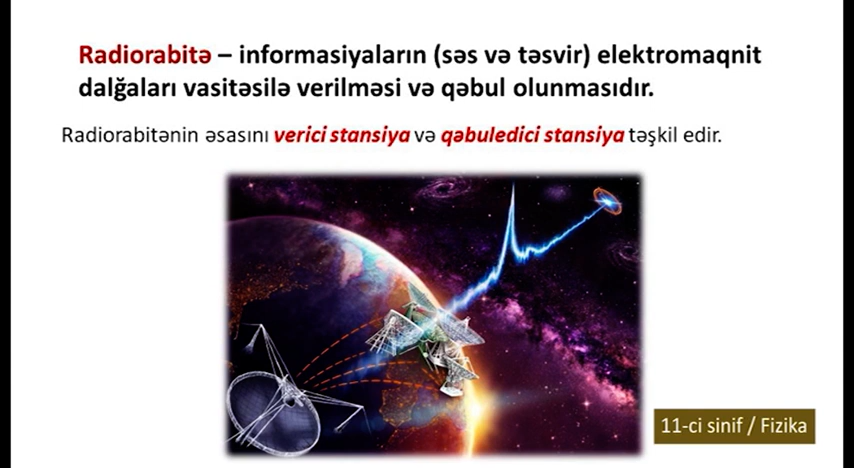 Radiorabitə – informasiyaların (səs və təsvir) elektromaqnit
dalğaları vasitəsilə verilməsi və qəbul olunmasıdır.
Radiorabitənin əsasını verici stansiya və qəbuledici stansiya təşkil edir.
11-ci sinif / Fizika